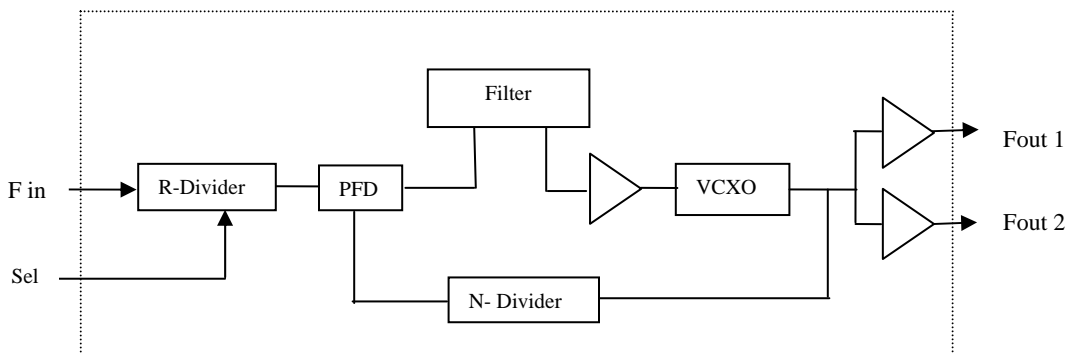 Filter
Fout 1
F in
R-Divider
PFD
VCXO
Fout 2
Sel
N- Divider